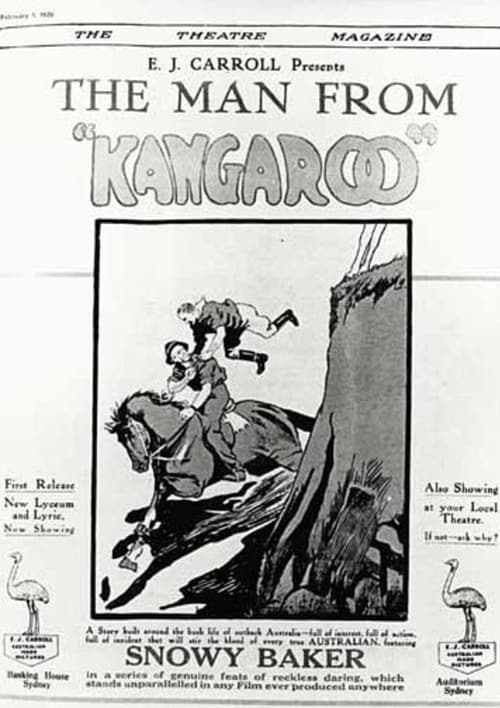 February 1, 1920
THE THEATRE MAGAZINE
E. J. CARROLL Presents
THE MAN FROM
"KANGAROO"
First Release
New Lyceum
and Lyric,
Now Showing
Also Showing
at your Local
Theatre.
If not—ask why?
E. J. CARROLL
AUSTRALIAN
MADE
PICTURES
Banking House
Sydney
E. J. CARROLL
AUSTRALIAN
MADE
PICTURES
Auditorium
Sydney
A Story built around the bush life of outback Australia—full of interest, full of action,
full of incident that will stir the blood of every true AUSTRALIAN, featuring
SNOWY BAKER
in a series of genuine feats of reckless daring, which
stands unparallelled in any Film ever produced anywhere